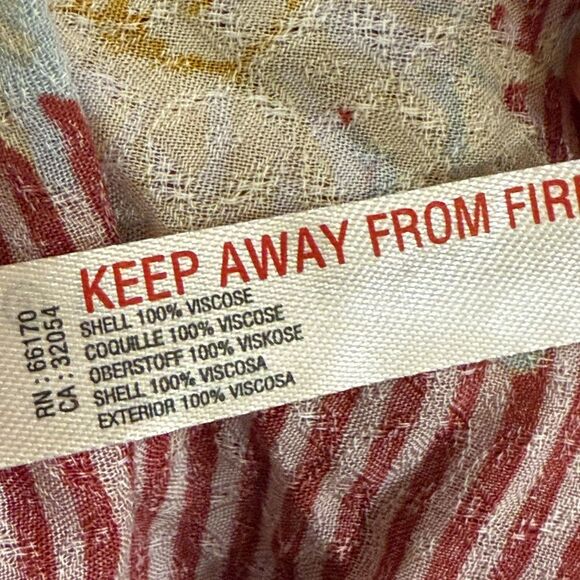 KEEP AWAY FROM FIR
SHELL 100% VISCOSE
COQUILLE 100% VISCOSE
OBERSTOFF 100% VISKOSE
SHELL 100% VISCOSA
EXTERIOR 100% VISCOSA
RN : 66170
CA : 32054